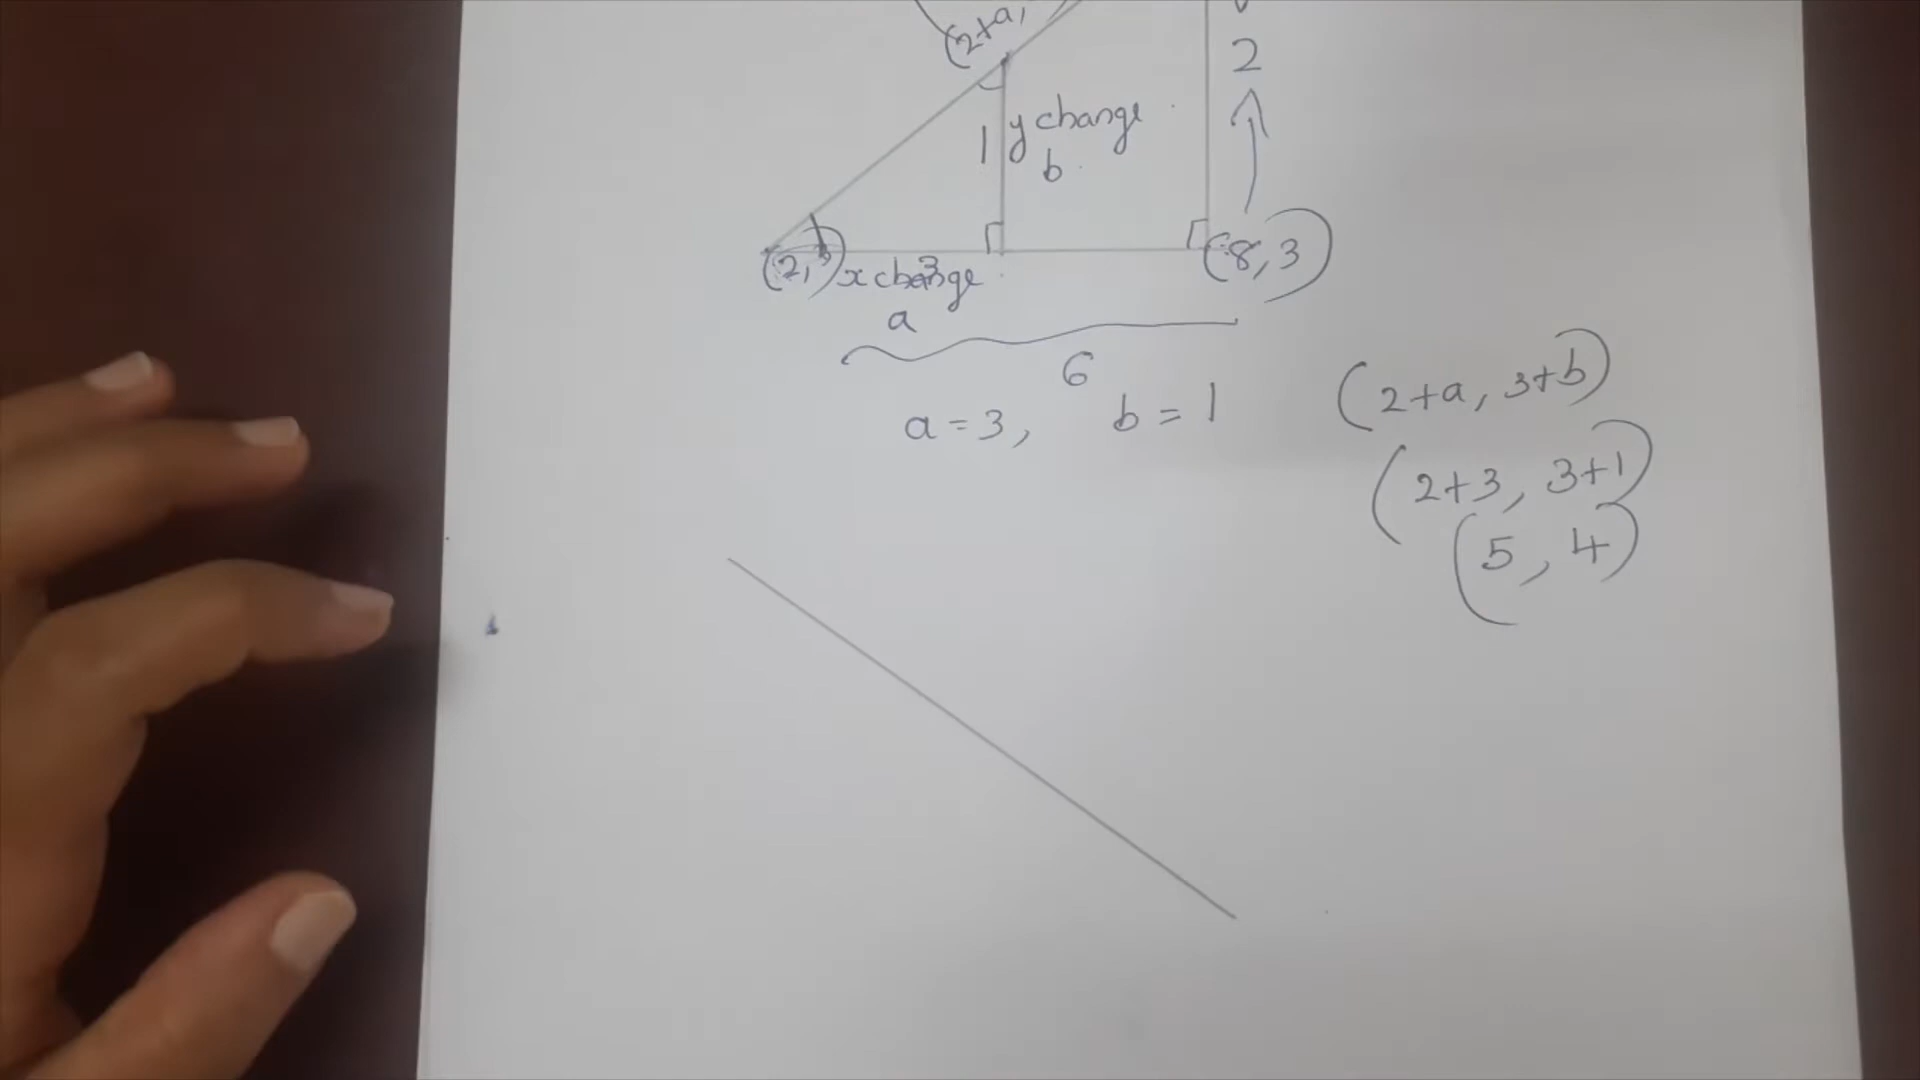 (2+a,
2
1 y change
b
(2, 3) x change
(8, 3)
a
6
a = 3, b = 1
(2+a, 3+b)
(2+3, 3+1)
(5, 4)